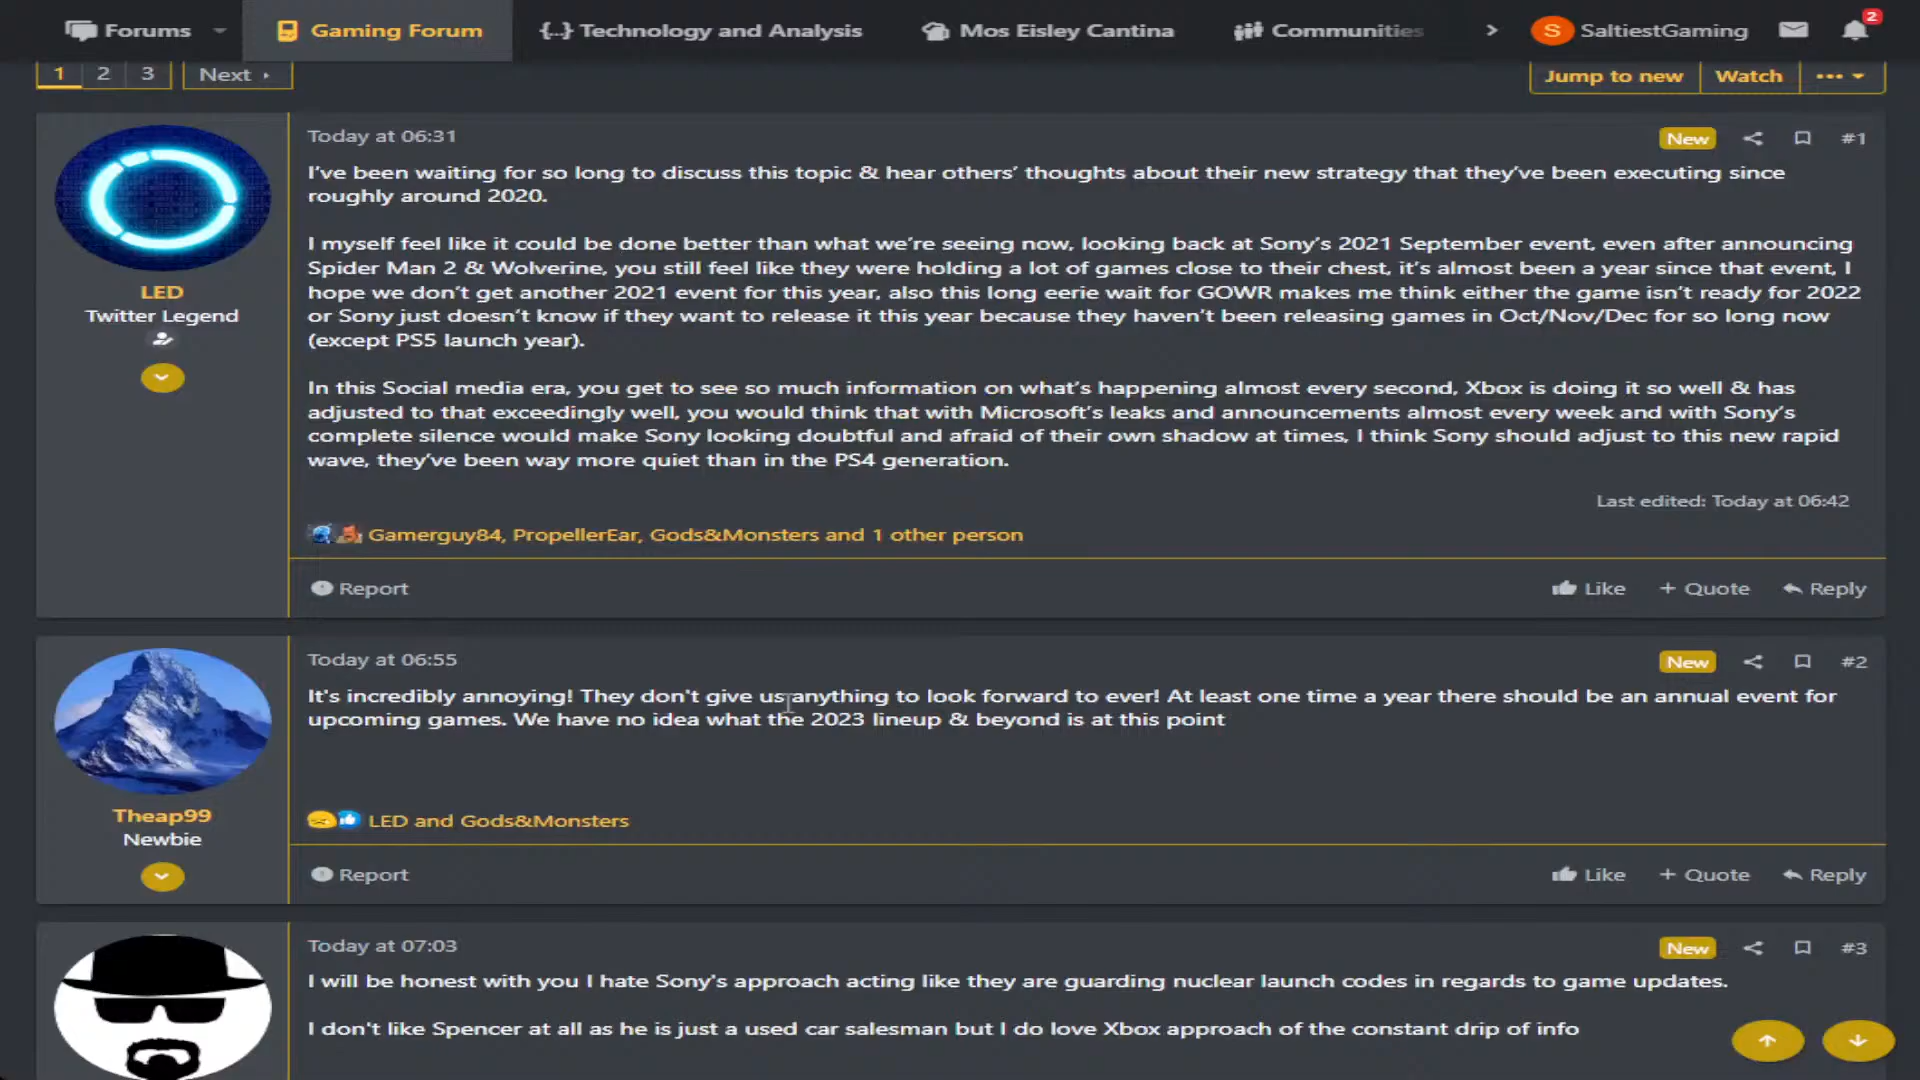 Forums
Gaming Forum
{...} Technology and Analysis
Mos Eisley Cantina
Communities
S SaltiestGaming
2
1 2 3 Next
Jump to new Watch
Today at 06:31
New #1
I've been waiting for so long to discuss this topic & hear others' thoughts about their new strategy that they've been executing since
roughly around 2020.
I myself feel like it could be done better than what we're seeing now, looking back at Sony's 2021 September event, even after announcing
Spider Man 2 & Wolverine, you still feel like they were holding a lot of games close to their chest, it's almost been a year since that event, I
hope we don't get another 2021 event for this year, also this long eerie wait for GOWR makes me think either the game isn't ready for 2022
or Sony just doesn't know if they want to release it this year because they haven't been releasing games in Oct/Nov/Dec for so long now
(except PS5 launch year).
In this Social media era, you get to see so much information on what's happening almost every second, Xbox is doing it so well & has
adjusted to that exceedingly well, you would think that with Microsoft's leaks and announcements almost every week and with Sony's
complete silence would make Sony looking doubtful and afraid of their own shadow at times, I think Sony should adjust to this new rapid
wave, they've been way more quiet than in the PS4 generation.
LED
Twitter Legend
Last edited: Today at 06:42
Gamerguy84, PropellerEar, Gods&Monsters and 1 other person
Report
Like + Quote Reply
Today at 06:55
New #2
It's incredibly annoying! They don't give us anything to look forward to ever! At least one time a year there should be an annual event for
upcoming games. We have no idea what the 2023 lineup & beyond is at this point
Theap99
Newbie
LED and Gods&Monsters
Report
Like + Quote Reply
Today at 07:03
New #3
I will be honest with you I hate Sony's approach acting like they are guarding nuclear launch codes in regards to game updates.
I don't like Spencer at all as he is just a used car salesman but I do love Xbox approach of the constant drip of info